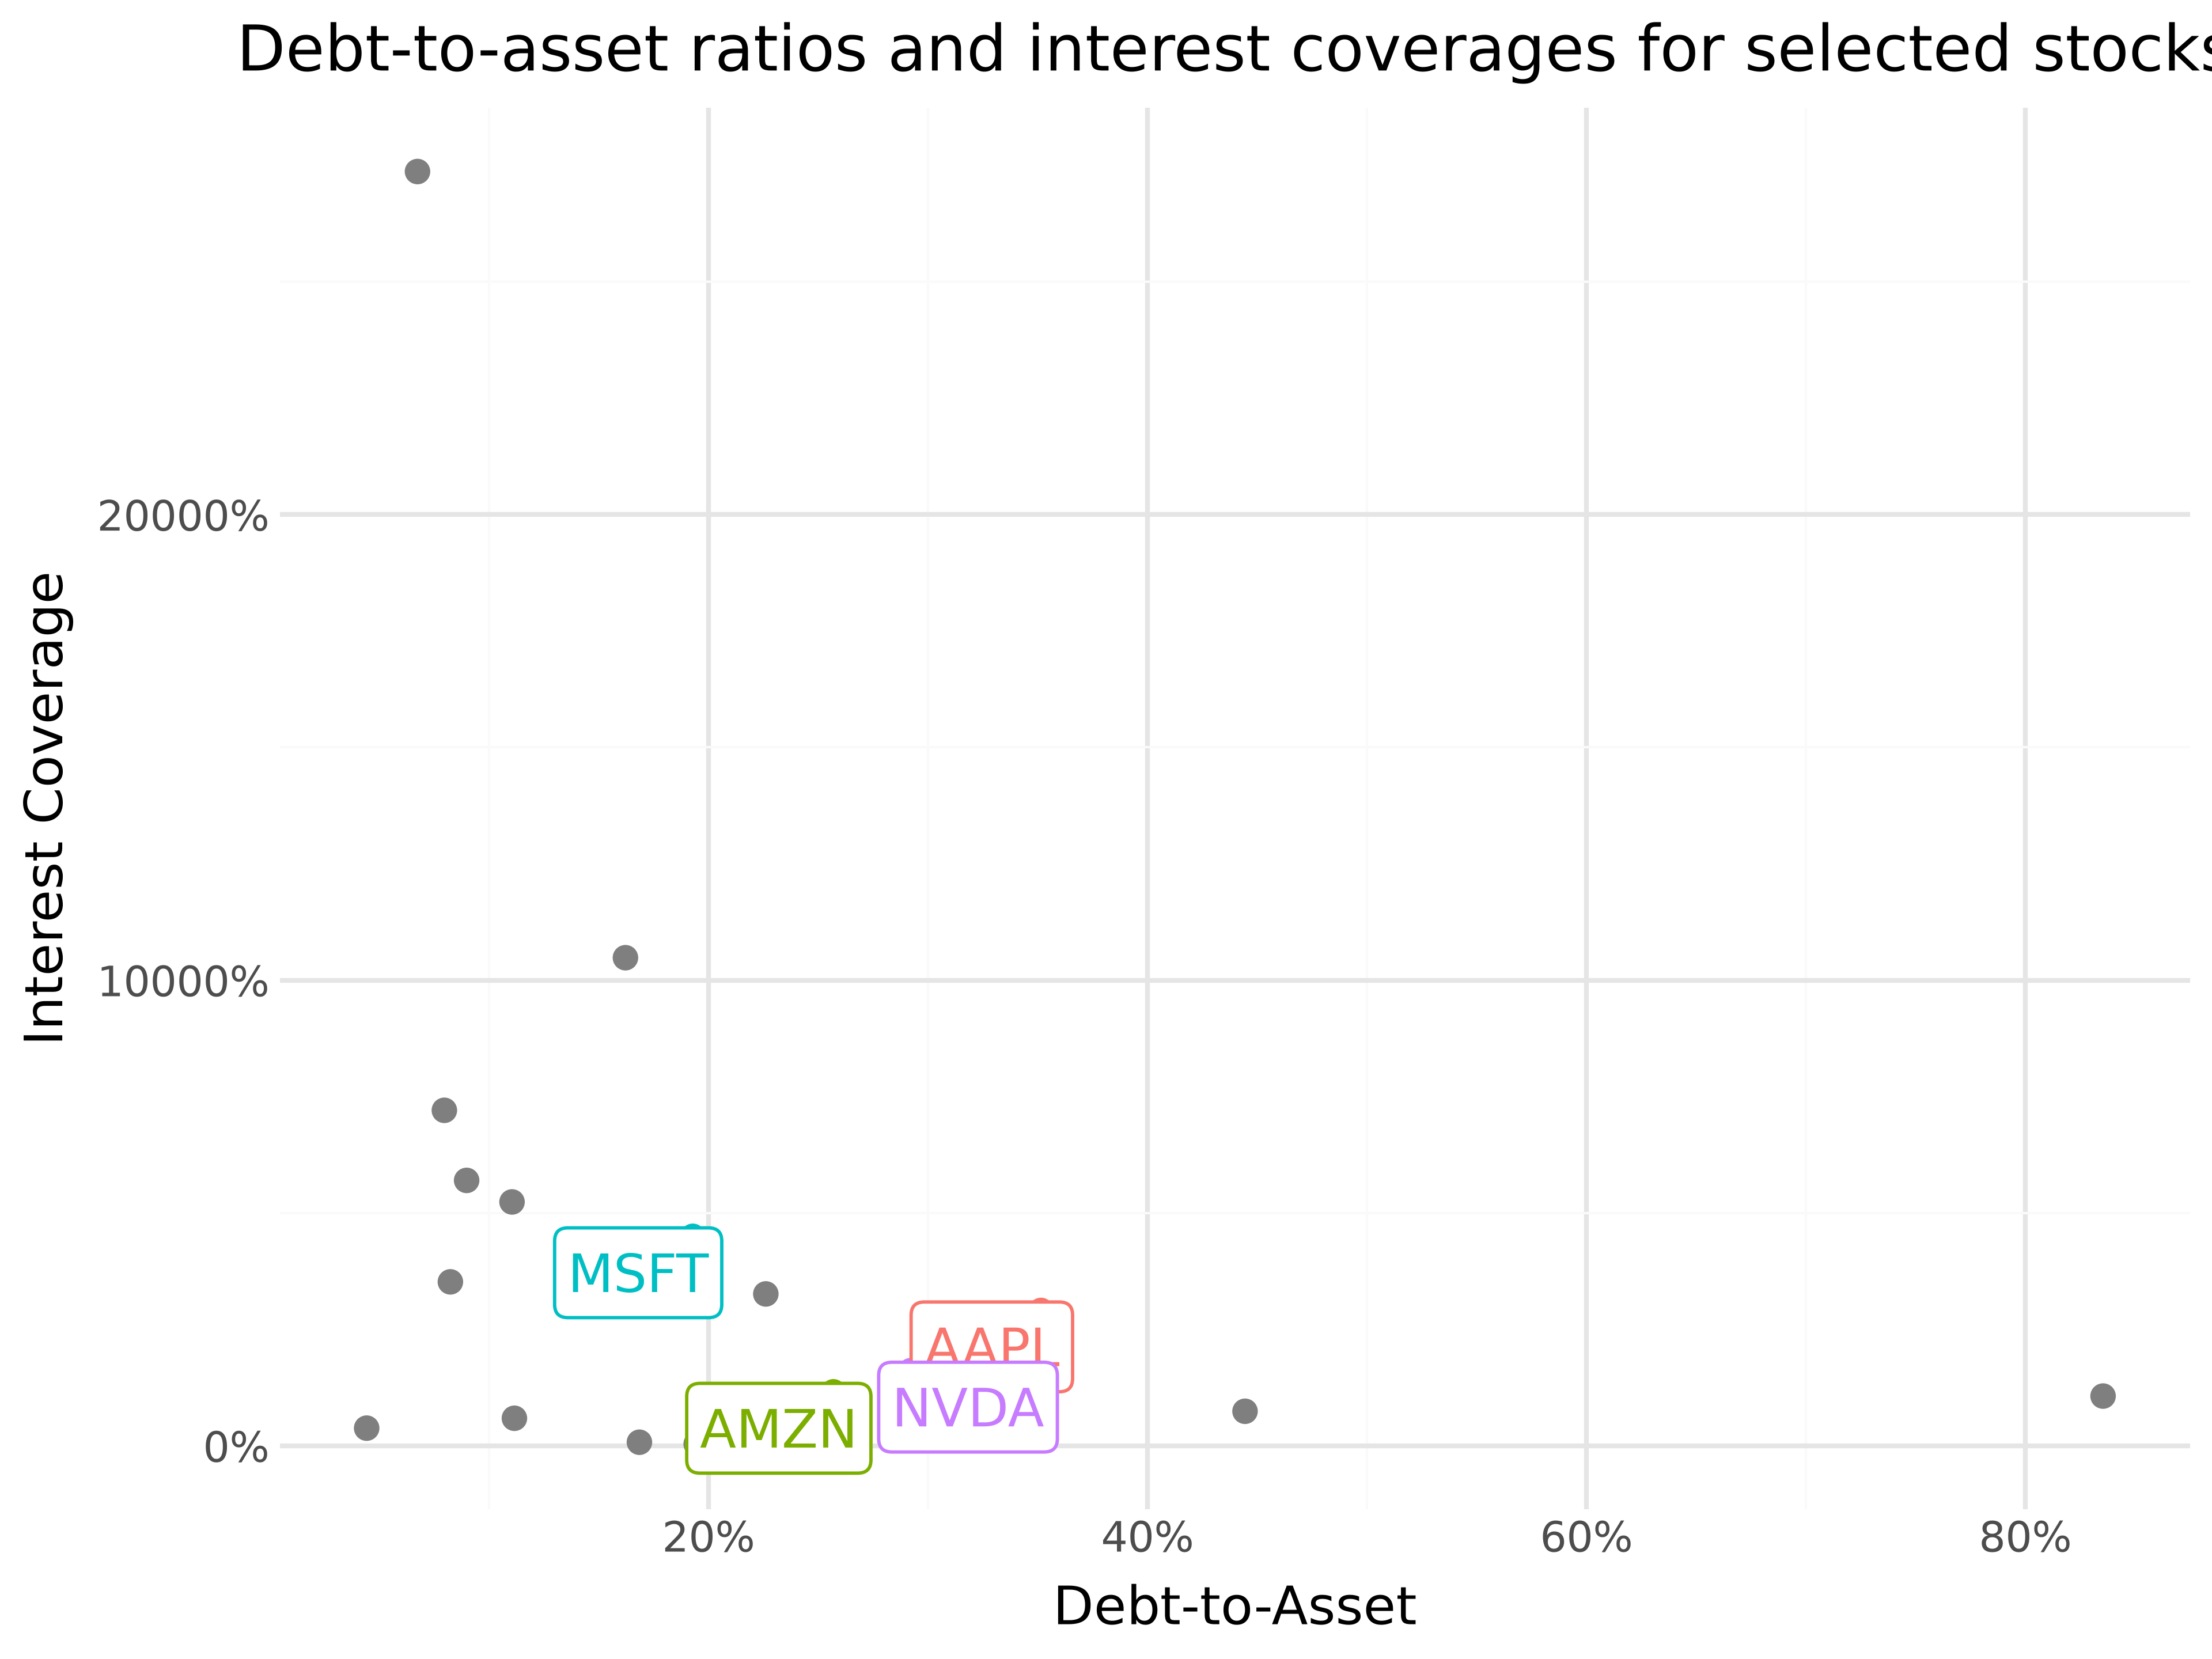 Debt-to-asset ratios and interest coverages for selected stocks
Interest Coverage
20000%
10000%
0%
MSFT
AAPL
NVDA
AMZN
20%
40%
60%
80%
Debt-to-Asset